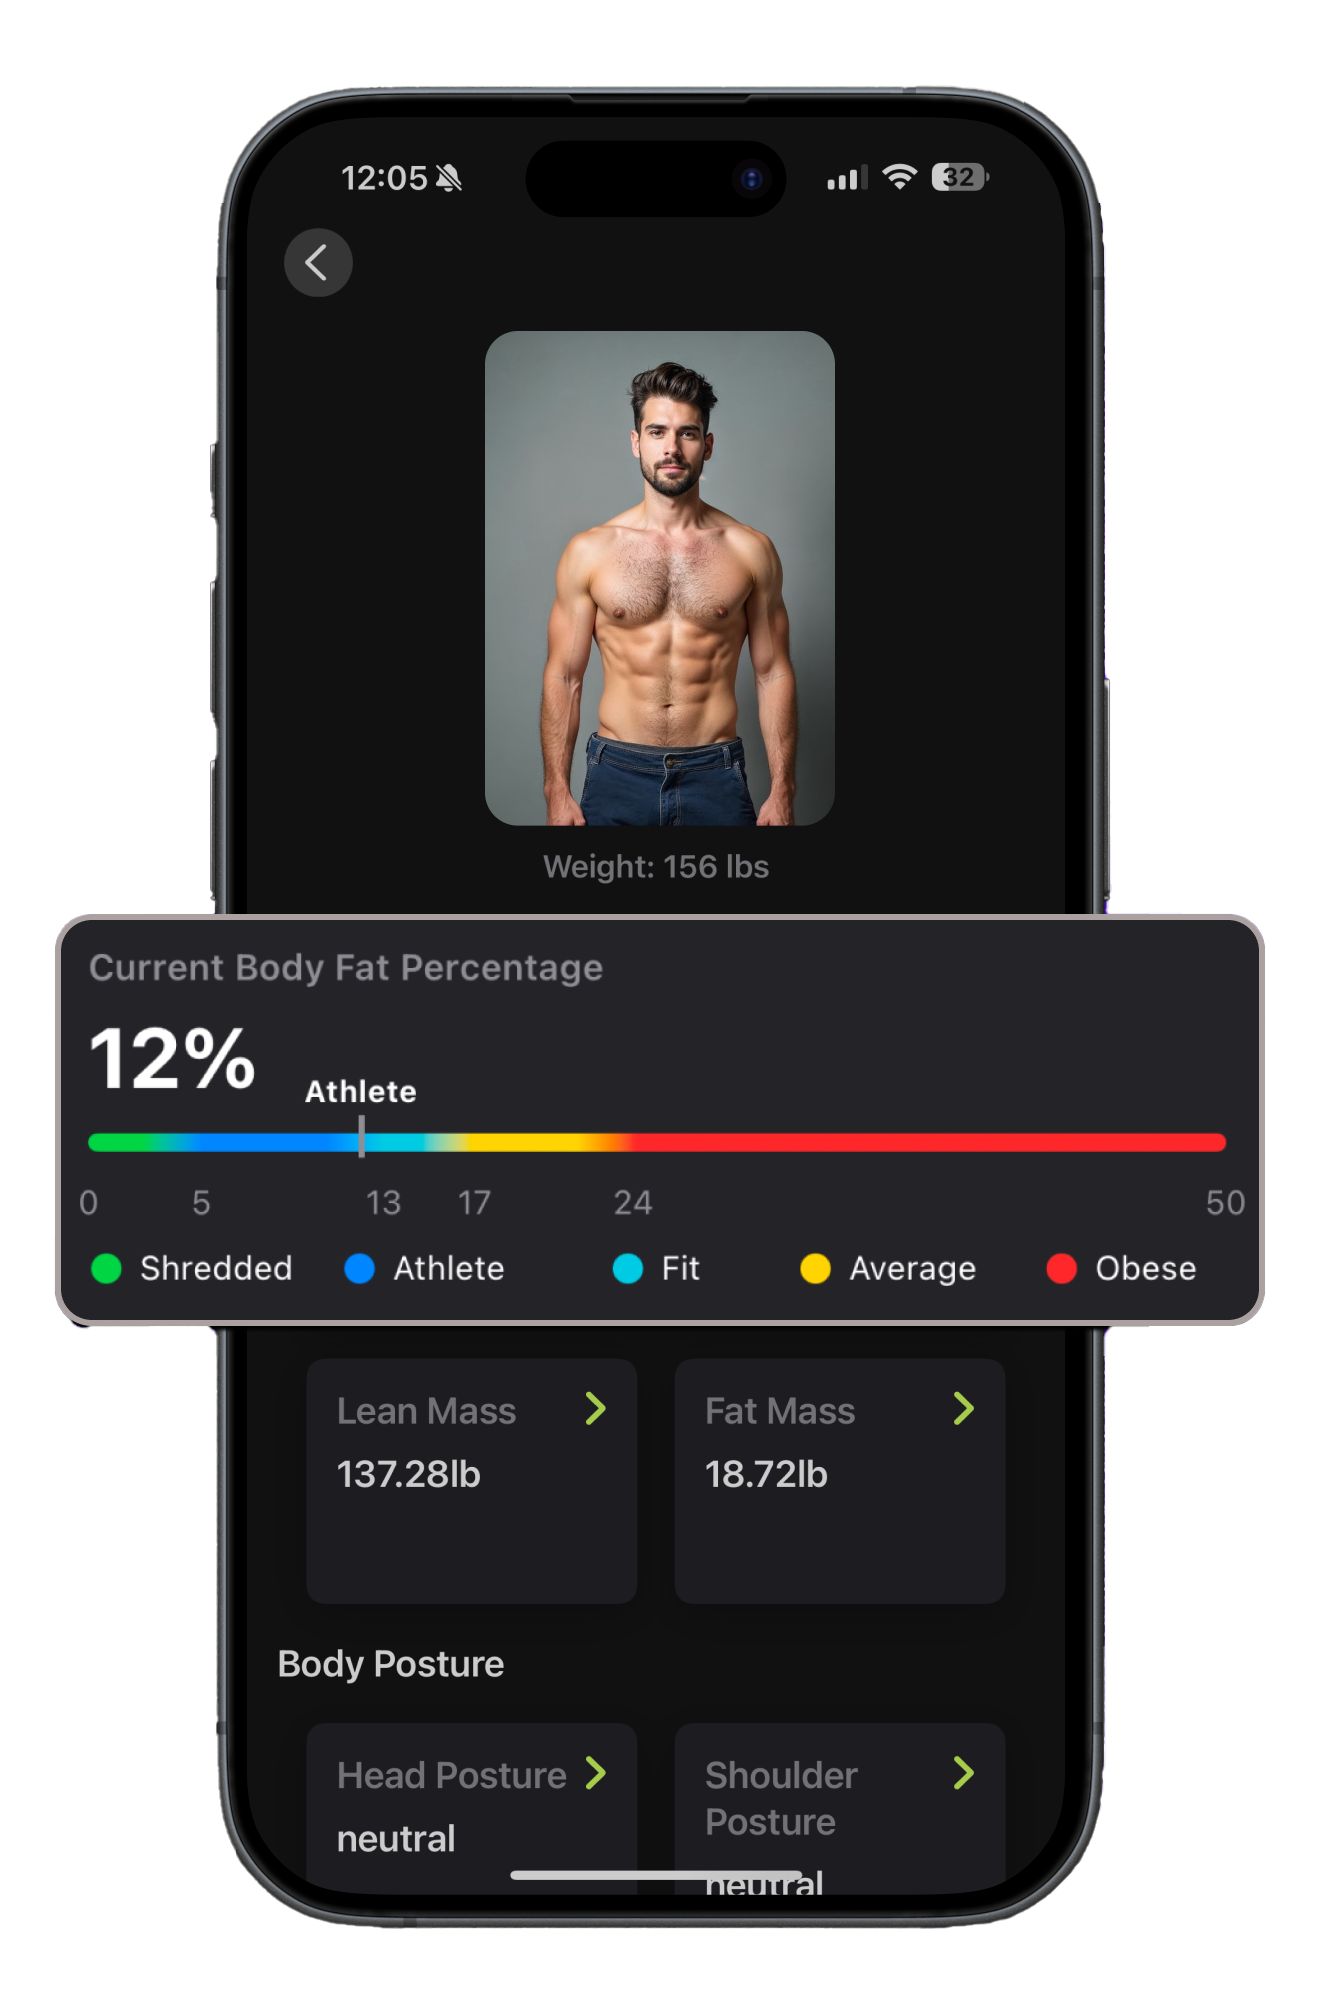 12:05
32
Weight: 156 lbs
Current Body Fat Percentage
12%
Athlete
0 5 13 17 24 50
Shredded Athlete Fit Average Obese
Lean Mass Fat Mass
137.28lb 18.72lb
Body Posture
Head Posture
neutral
Shoulder
Posture
neutral